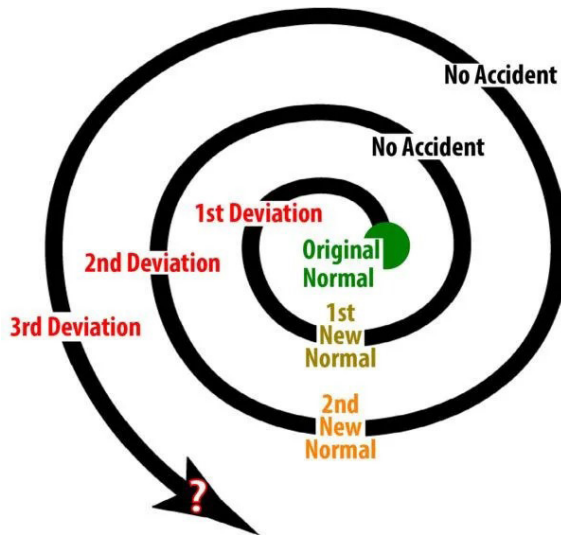 No Accident
No Accident
1st Deviation
Original
Normal
2nd Deviation
1st
New
Normal
3rd Deviation
2nd
New
Normal
?